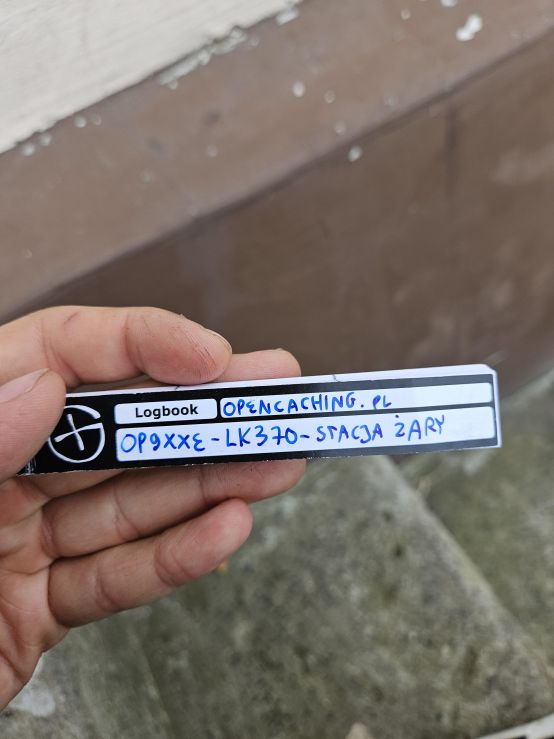 Logbook OPENCACHING.PL
OP9XXE-LK370-STACJA ŻARY